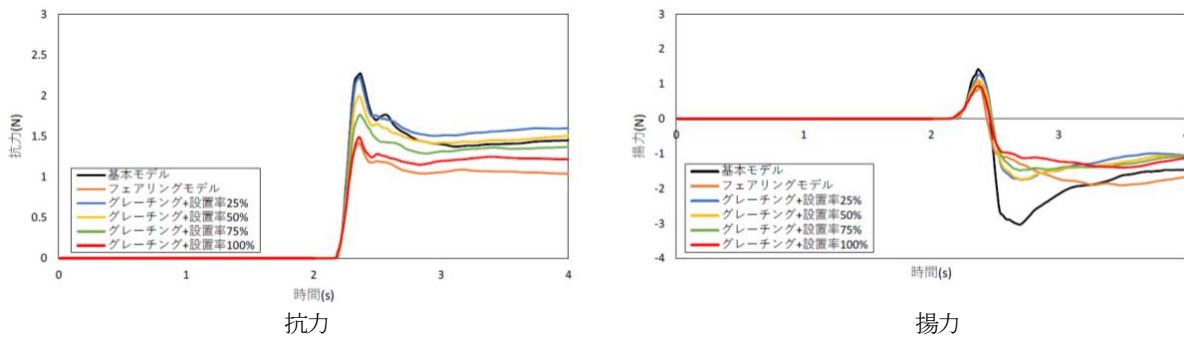 3
2.5
2
1.5
1
0.5
0
抗力(N)
基本モデル
フェアリングモデル
グレーチング+設置率25%
グレーチング+設置率50%
グレーチング+設置率75%
グレーチング+設置率100%
0 1 2 3 4
時間(s)
抗力
3
2
1
0
-1
-2
-3
-4
揚力(N)
0 1 2 3 4
基本モデル
フェアリングモデル
グレーチング+設置率25%
グレーチング+設置率50%
グレーチング+設置率75%
グレーチング+設置率100%
時間(s)
揚力